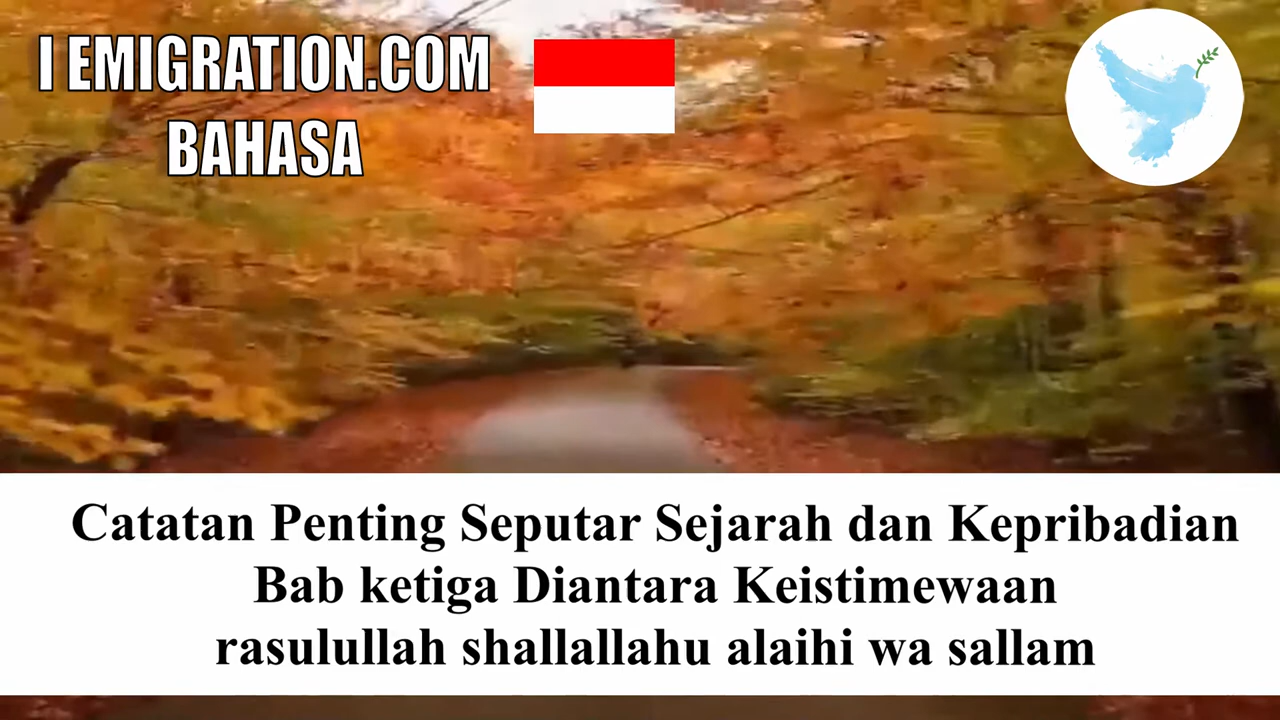 I EMIGRATION.COM
BAHASA
Catatan Penting Seputar Sejarah dan Kepribadian
Bab ketiga Diantara Keistimewaan
rasulullah shallallahu alaihi wa sallam